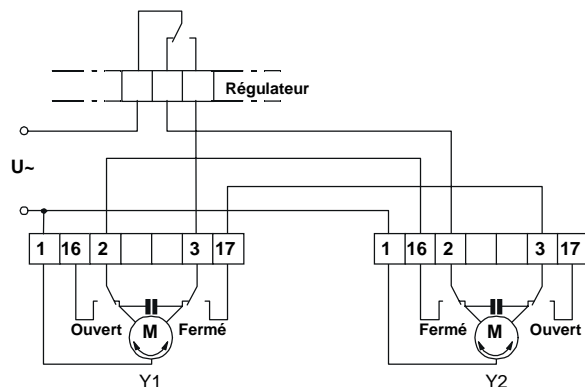 Régulateur
U~
1 16 2 3 17
1 16 2 3 17
Ouvert M Fermé
Fermé M Ouvert
Y1
Y2